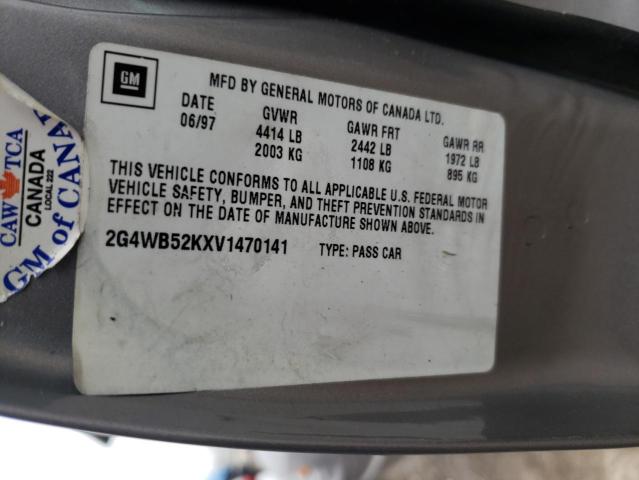 GM
MFD BY GENERAL MOTORS OF CANADA LTD.
DATE GVWR GAWR FRT GAWR RR
06/97 4414 LB 2442 LB 1972 LB
2003 KG 1108 KG 895 KG
THIS VEHICLE CONFORMS TO ALL APPLICABLE U.S. FEDERAL MOTOR
VEHICLE SAFETY, BUMPER, AND THEFT PREVENTION STANDARDS IN
EFFECT ON THE DATE OF MANUFACTURE SHOWN ABOVE.
2G4WB52KXV1470141 TYPE: PASS CAR
CAW TCA
CANADA
LOCAL 222
GM of CANA